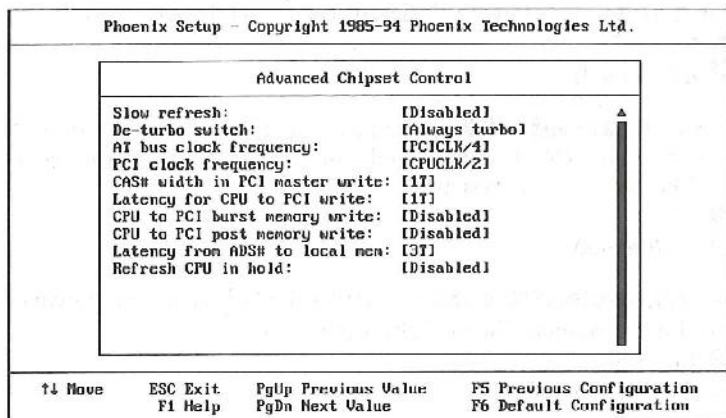 Phoenix Setup - Copyright 1985-94 Phoenix Technologies Ltd.
Advanced Chipset Control
Slow refresh: [Disabled]
De-turbo switch: [Always turbo]
AT bus clock frequency: [PCICLK/4]
PCI clock frequency: [CPUCLK/2]
CAS# width in PCI master write: [1T]
Latency for CPU to PCI write: [1T]
CPU to PCI burst memory write: [Disabled]
CPU to PCI post memory write: [Disabled]
Latency from ADS# to local mem: [3T]
Refresh CPU in hold: [Disabled]
↑↓ Move ESC Exit PgUp Previous Value F5 Previous Configuration
F1 Help PgDn Next Value F6 Default Configuration